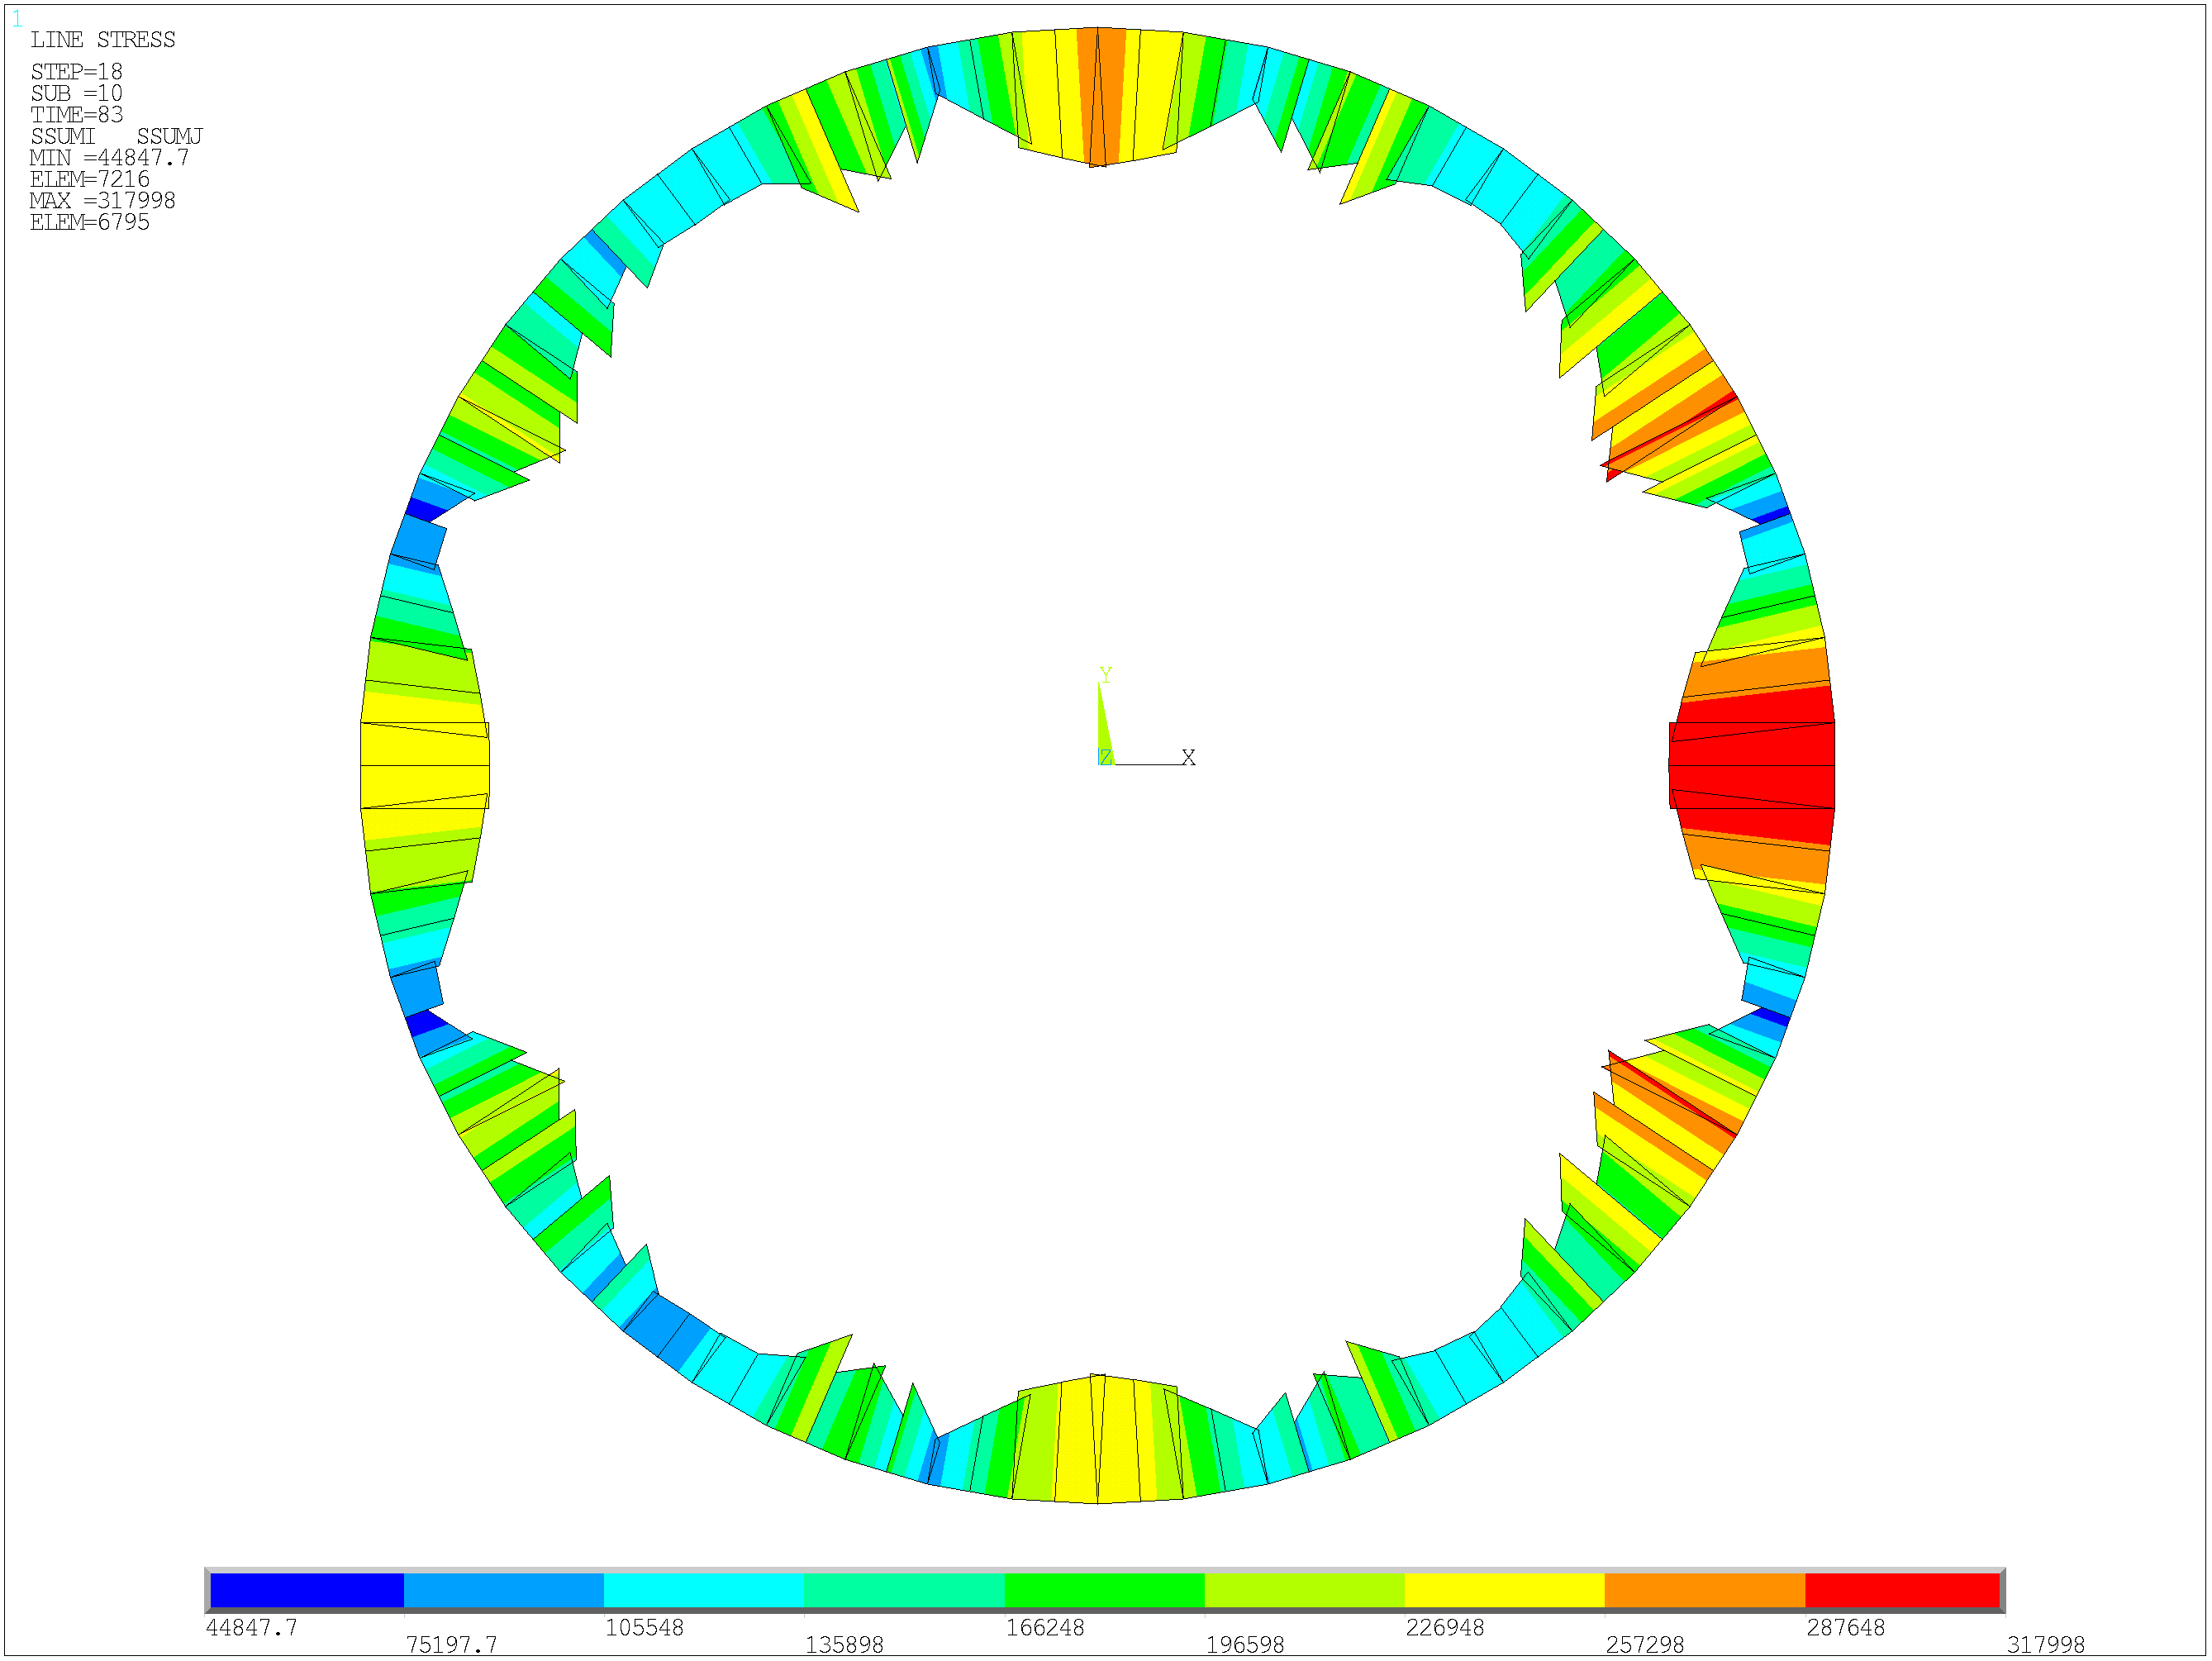 1
LINE STRESS
STEP=18
SUB =10
TIME=83
SSUMI   SSUMJ
MIN =44847.7
ELEM=7216
MAX =317998
ELEM=6795
Y
Z X
44847.7 105548 166248 226948 287648
75197.7 135898 196598 257298 317998